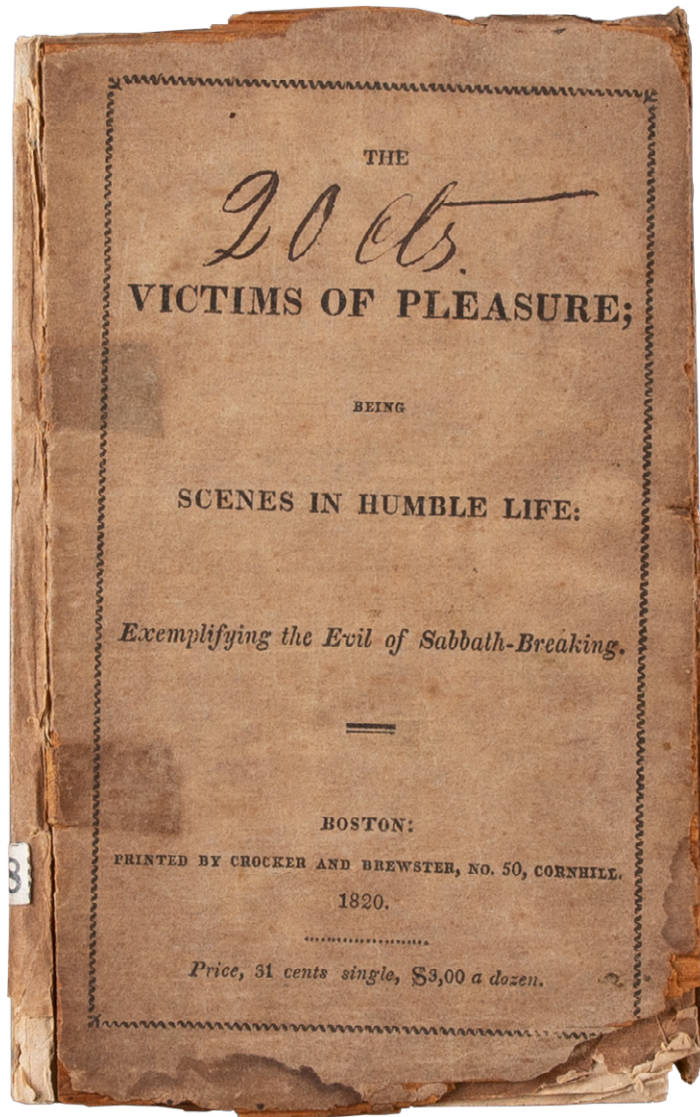 THE
20 cts.
VICTIMS OF PLEASURE;
BEING
SCENES IN HUMBLE LIFE:
Exemplifying the Evil of Sabbath-Breaking.
BOSTON:
PRINTED BY CROCKER AND BREWSTER, NO. 50, CORNHILL.
1820.
Price, 31 cents single, $3,00 a dozen.
8